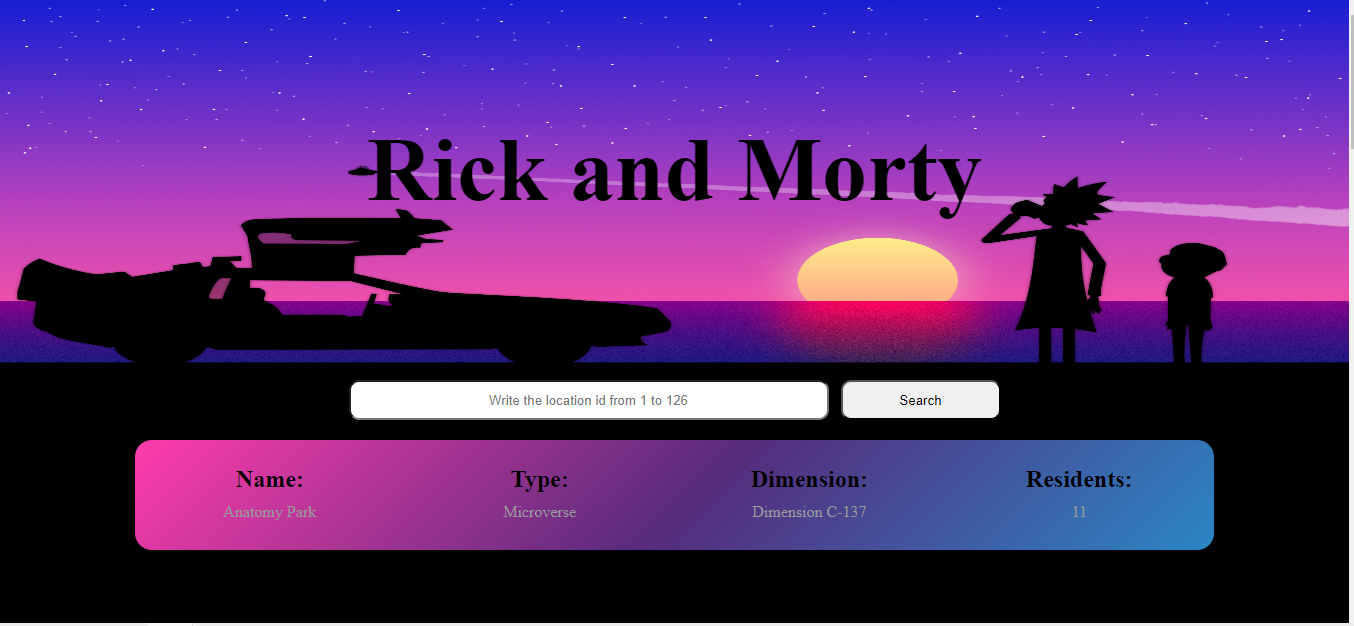 Rick and Morty
Write the location id from 1 to 126
Search
Name: Type: Dimension: Residents:
Anatomy Park Microverse Dimension C-137 11